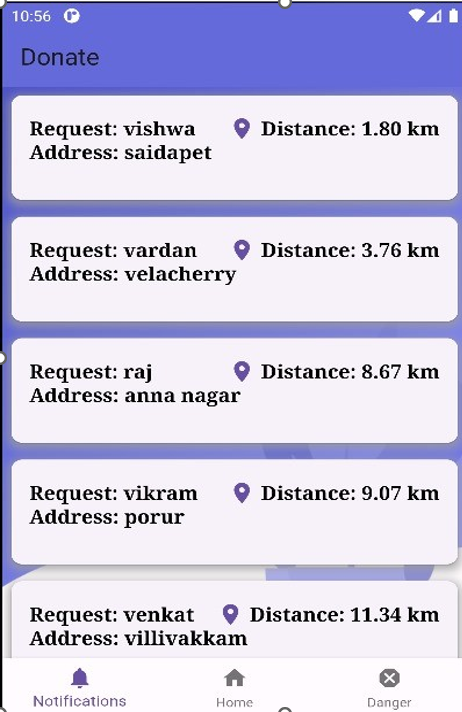 10:56
Donate
Request: vishwa Distance: 1.80 km
Address: saidapet
Request: vardan Distance: 3.76 km
Address: velacherry
Request: raj Distance: 8.67 km
Address: anna nagar
Request: vikram Distance: 9.07 km
Address: porur
Request: venkat Distance: 11.34 km
Address: villivakkam
Notifications Home Danger